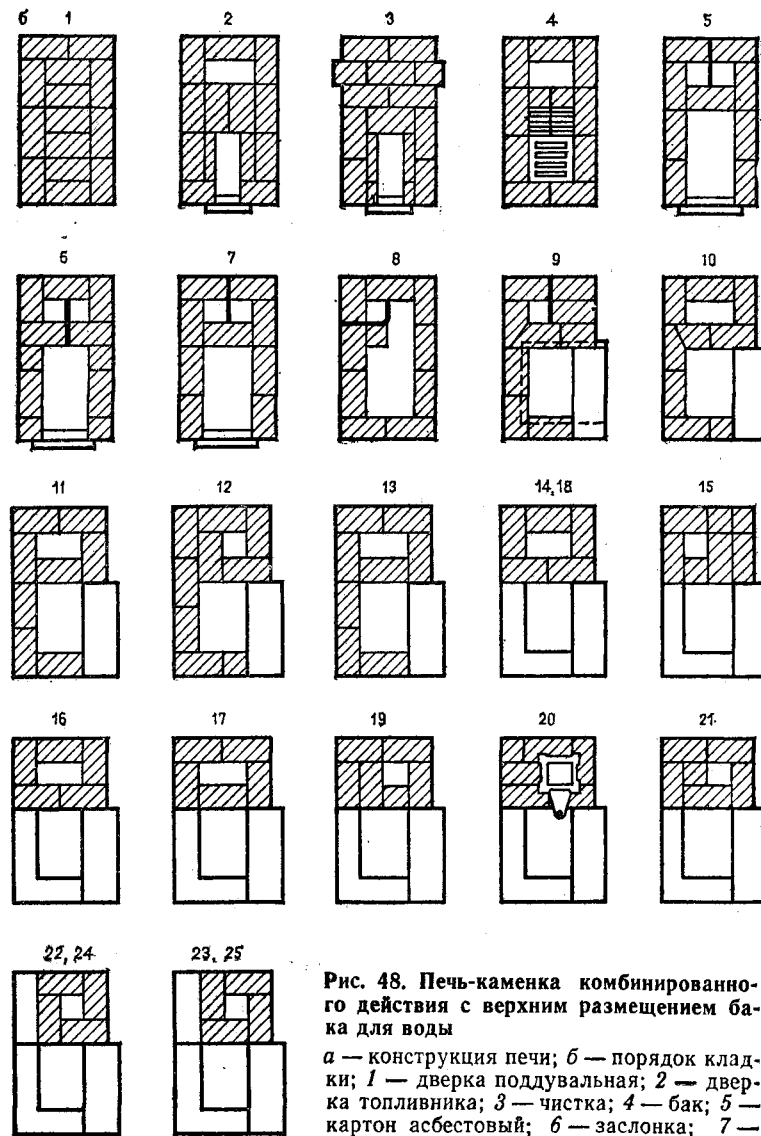 б 1 2 3 4 5
6 7 8 9 10
11 12 13 14,18 15
16 17 19 20 21
22, 24 23, 25
Рис. 48. Печь-каменка комбинированно-
го действия с верхним размещением ба-
ка для воды
а — конструкция печи; б — порядок клад-
ки; 1 — дверка поддувальная; 2 — двер-
ка топливника; 3 — чистка; 4 — бак; 5 —
картон асбестовый; 6 — заслонка; 7 —